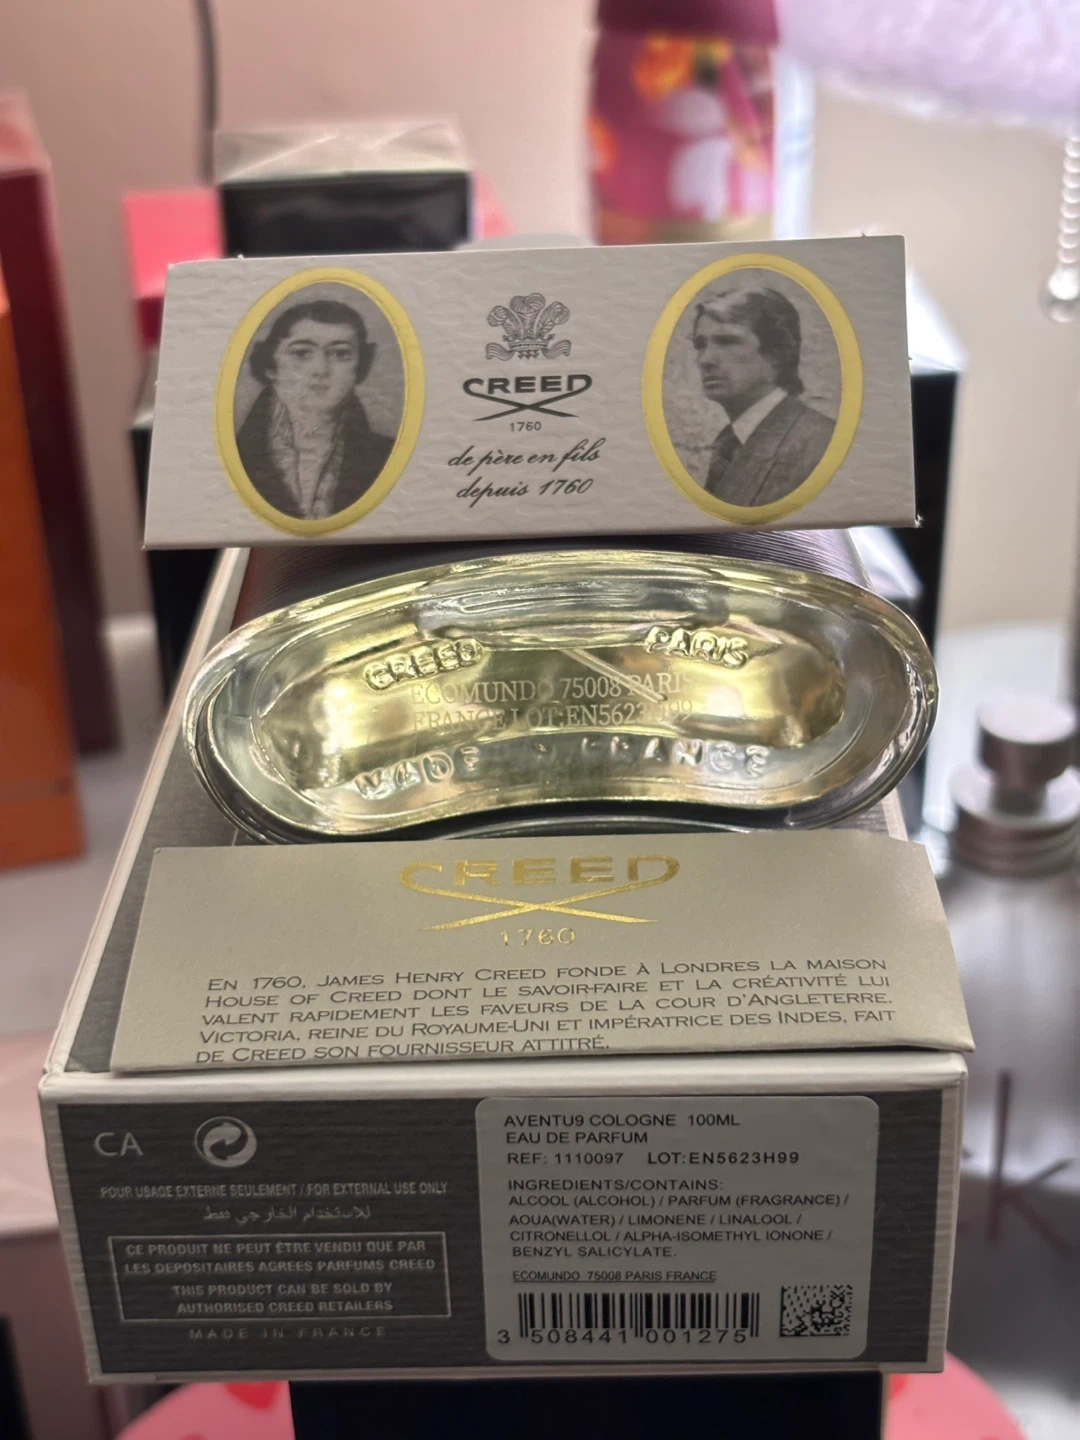 CREED
1760
de père en fils
depuis 1760
CREED PARIS
ECOMUNDO 75008 PARIS
FRANCE LOT:EN5623
MADE FRANCE
CREED
1760
EN 1760, JAMES HENRY CREED FONDE À LONDRES LA MAISON
HOUSE OF CREED DONT LE SAVOIR-FAIRE ET LA CRÉATIVITÉ LUI
VALENT RAPIDEMENT LES FAVEURS DE LA COUR D'ANGLETERRE.
VICTORIA, REINE DU ROYAUME-UNI ET IMPÉRATRICE DES INDES, FAIT
DE CREED SON FOURNISSEUR ATTITRÉ.
CA
POUR USAGE EXTERNE SEULEMENT / FOR EXTERNAL USE ONLY
للاستخدام الخارجي فقط
CE PRODUIT NE PEUT ÊTRE VENDU QUE PAR
LES DEPOSITAIRES AGREES PARFUMS CREED
THIS PRODUCT CAN BE SOLD BY
AUTHORISED CREED RETAILERS
MADE IN FRANCE
AVENTU9 COLOGNE 100ML
EAU DE PARFUM
REF: 1110097 LOT:EN5623H99
INGREDIENTS/CONTAINS:
ALCOOL (ALCOHOL) / PARFUM (FRAGRANCE) /
AOUA(WATER) / LIMONENE / LINALOOL /
CITRONELLOL / ALPHA-ISOMETHYL IONONE /
BENZYL SALICYLATE.
ECOMUNDO 75008 PARIS FRANCE
3 508441 001275